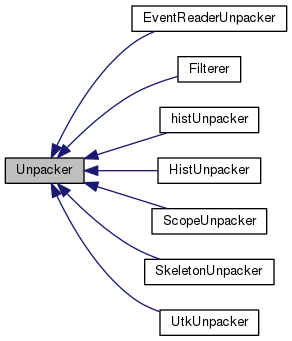 EventReaderUnpacker
Filterer
histUnpacker
Unpacker
HistUnpacker
ScopeUnpacker
SkeletonUnpacker
UtkUnpacker